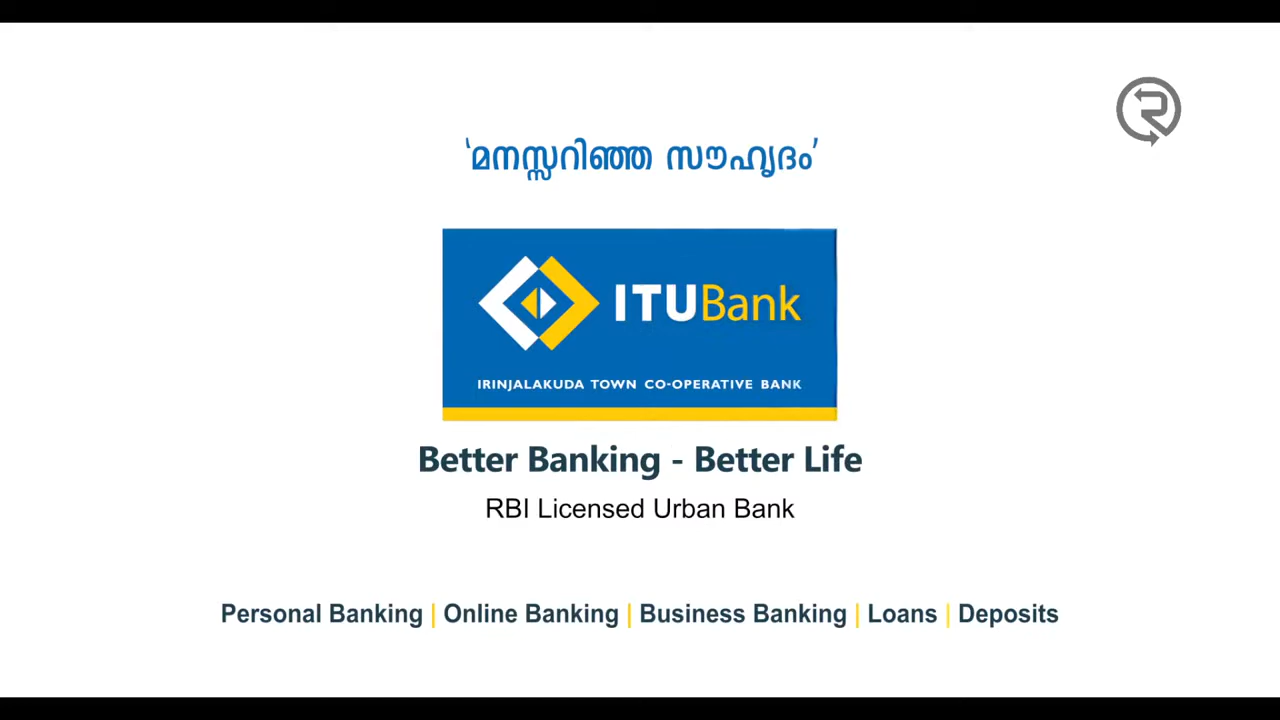 ‘മനസ്സറിഞ്ഞ സൗഹൃദം’
ITUBank
IRINJALAKUDA TOWN CO-OPERATIVE BANK
Better Banking - Better Life
RBI Licensed Urban Bank
Personal Banking | Online Banking | Business Banking | Loans | Deposits